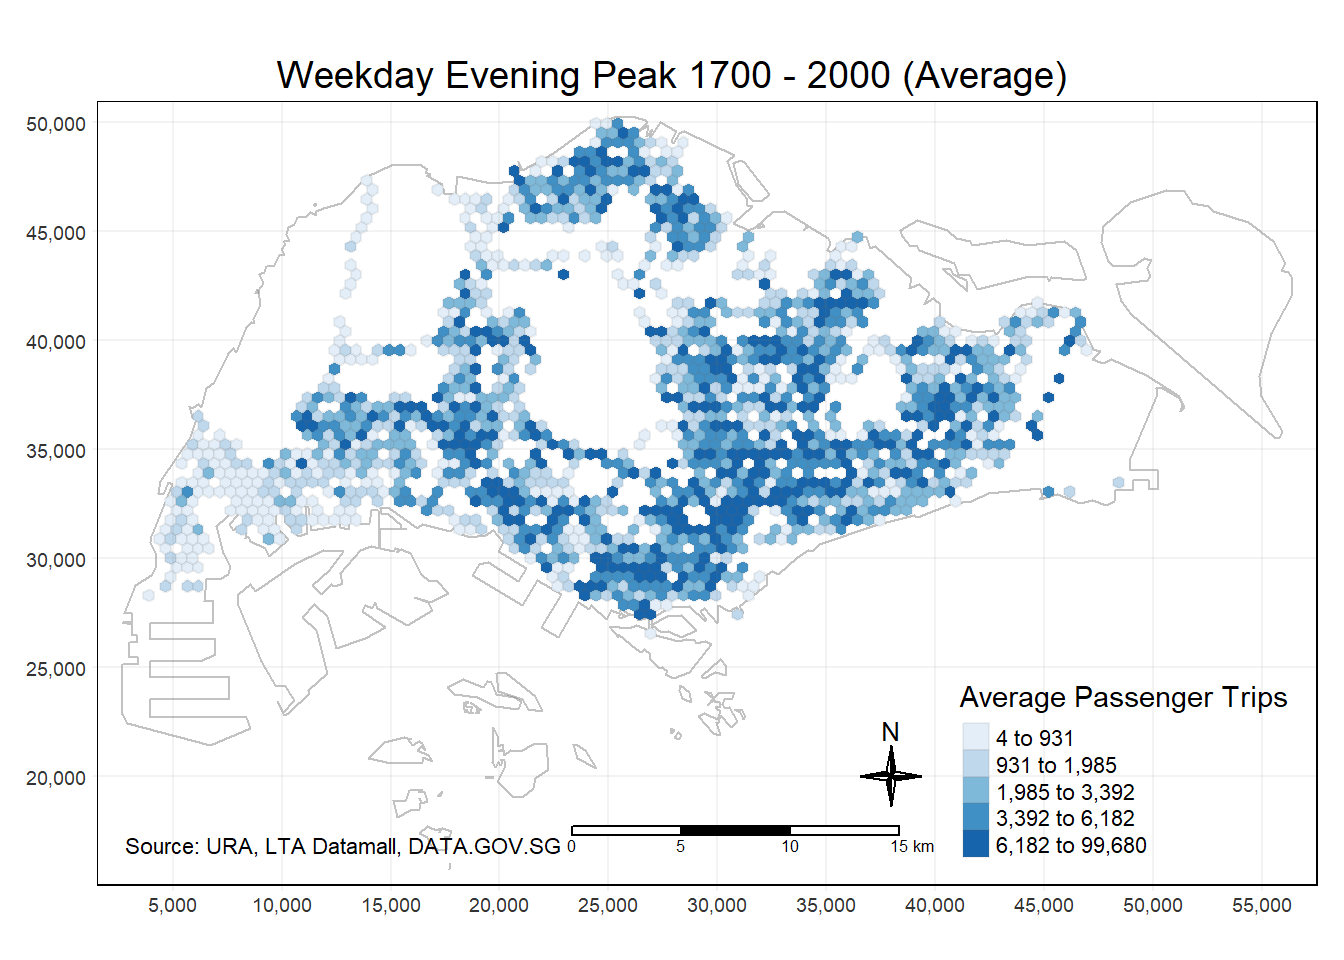 Weekday Evening Peak 1700 - 2000 (Average)
50,000
45,000
40,000
35,000
30,000
25,000
20,000
Average Passenger Trips
4 to 931
931 to 1,985
1,985 to 3,392
3,392 to 6,182
6,182 to 99,680
N
Source: URA, LTA Datamall, DATA.GOV.SG
0 5 10 15 km
5,000 10,000 15,000 20,000 25,000 30,000 35,000 40,000 45,000 50,000 55,000